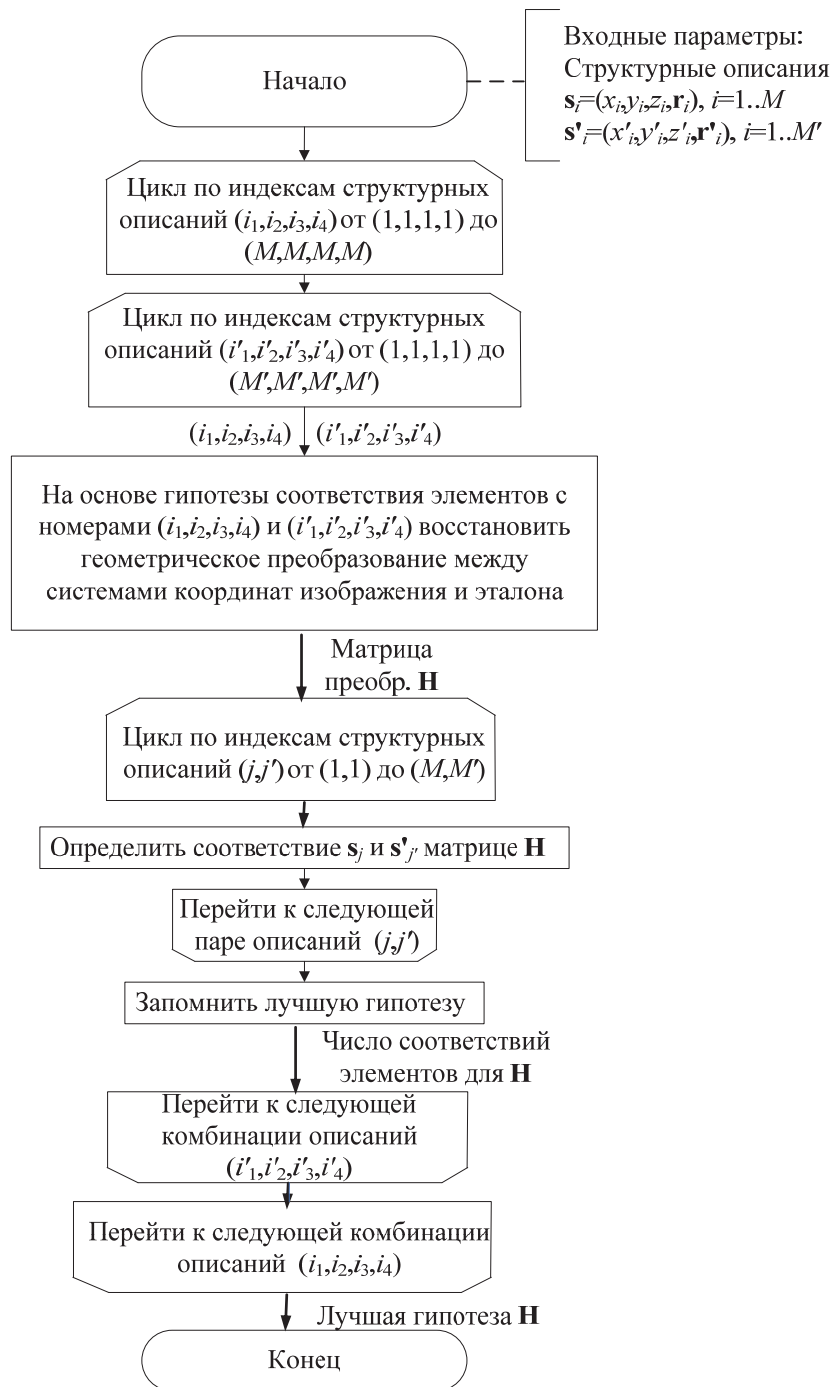 Начало
Входные параметры:
Структурные описания
s_i=(x_i,y_i,z_i,r_i), i=1..M
s'_i=(x'_i,y'_i,z'_i,r'_i), i=1..M'
Цикл по индексам структурных
описаний (i_1,i_2,i_3,i_4) от (1,1,1,1) до
(M,M,M,M)
Цикл по индексам структурных
описаний (i'_1,i'_2,i'_3,i'_4) от (1,1,1,1) до
(M',M',M',M')
(i_1,i_2,i_3,i_4) (i'_1,i'_2,i'_3,i'_4)
На основе гипотезы соответствия элементов с
номерами (i_1,i_2,i_3,i_4) и (i'_1,i'_2,i'_3,i'_4) восстановить
геометрическое преобразование между
системами координат изображения и эталона
Матрица
преобр. H
Цикл по индексам структурных
описаний (j,j') от (1,1) до (M,M')
Определить соответствие s_j и s'_j' матрице H
Перейти к следующей
паре описаний (j,j')
Запомнить лучшую гипотезу
Число соответствий
элементов для H
Перейти к следующей
комбинации описаний
(i'_1,i'_2,i'_3,i'_4)
Перейти к следующей комбинации
описаний (i_1,i_2,i_3,i_4)
Лучшая гипотеза H
Конец